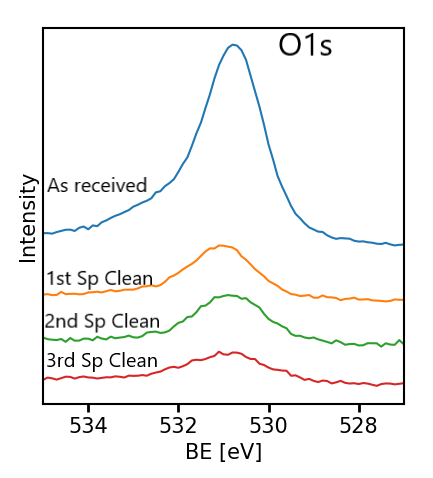 O1s
As received
1st Sp Clean
2nd Sp Clean
3rd Sp Clean
Intensity
534 532 530 528
BE [eV]